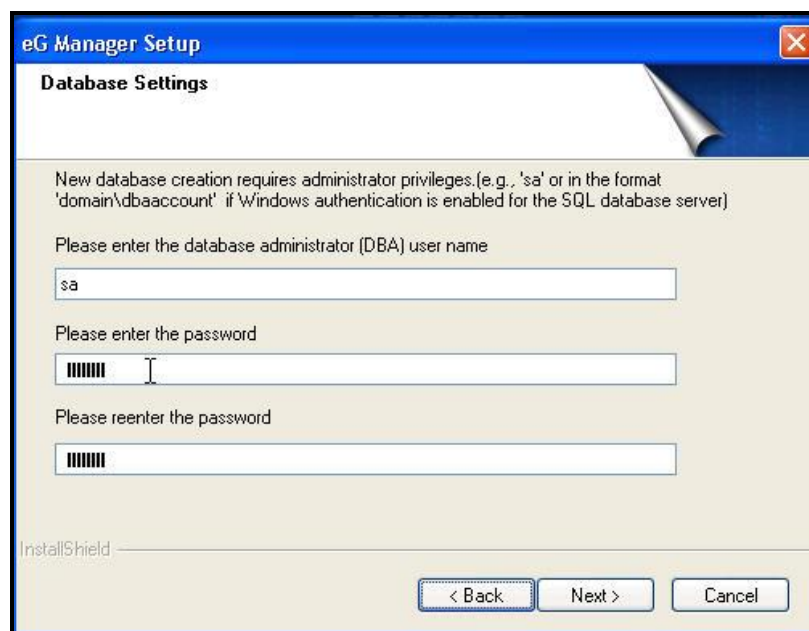 eG Manager Setup
Database Settings
New database creation requires administrator privileges.(e.g., 'sa' or in the format
'domain\dbaaccount' if Windows authentication is enabled for the SQL database server)
Please enter the database administrator (DBA) user name
sa
Please enter the password
Please reenter the password
InstallShield
< Back
Next >
Cancel